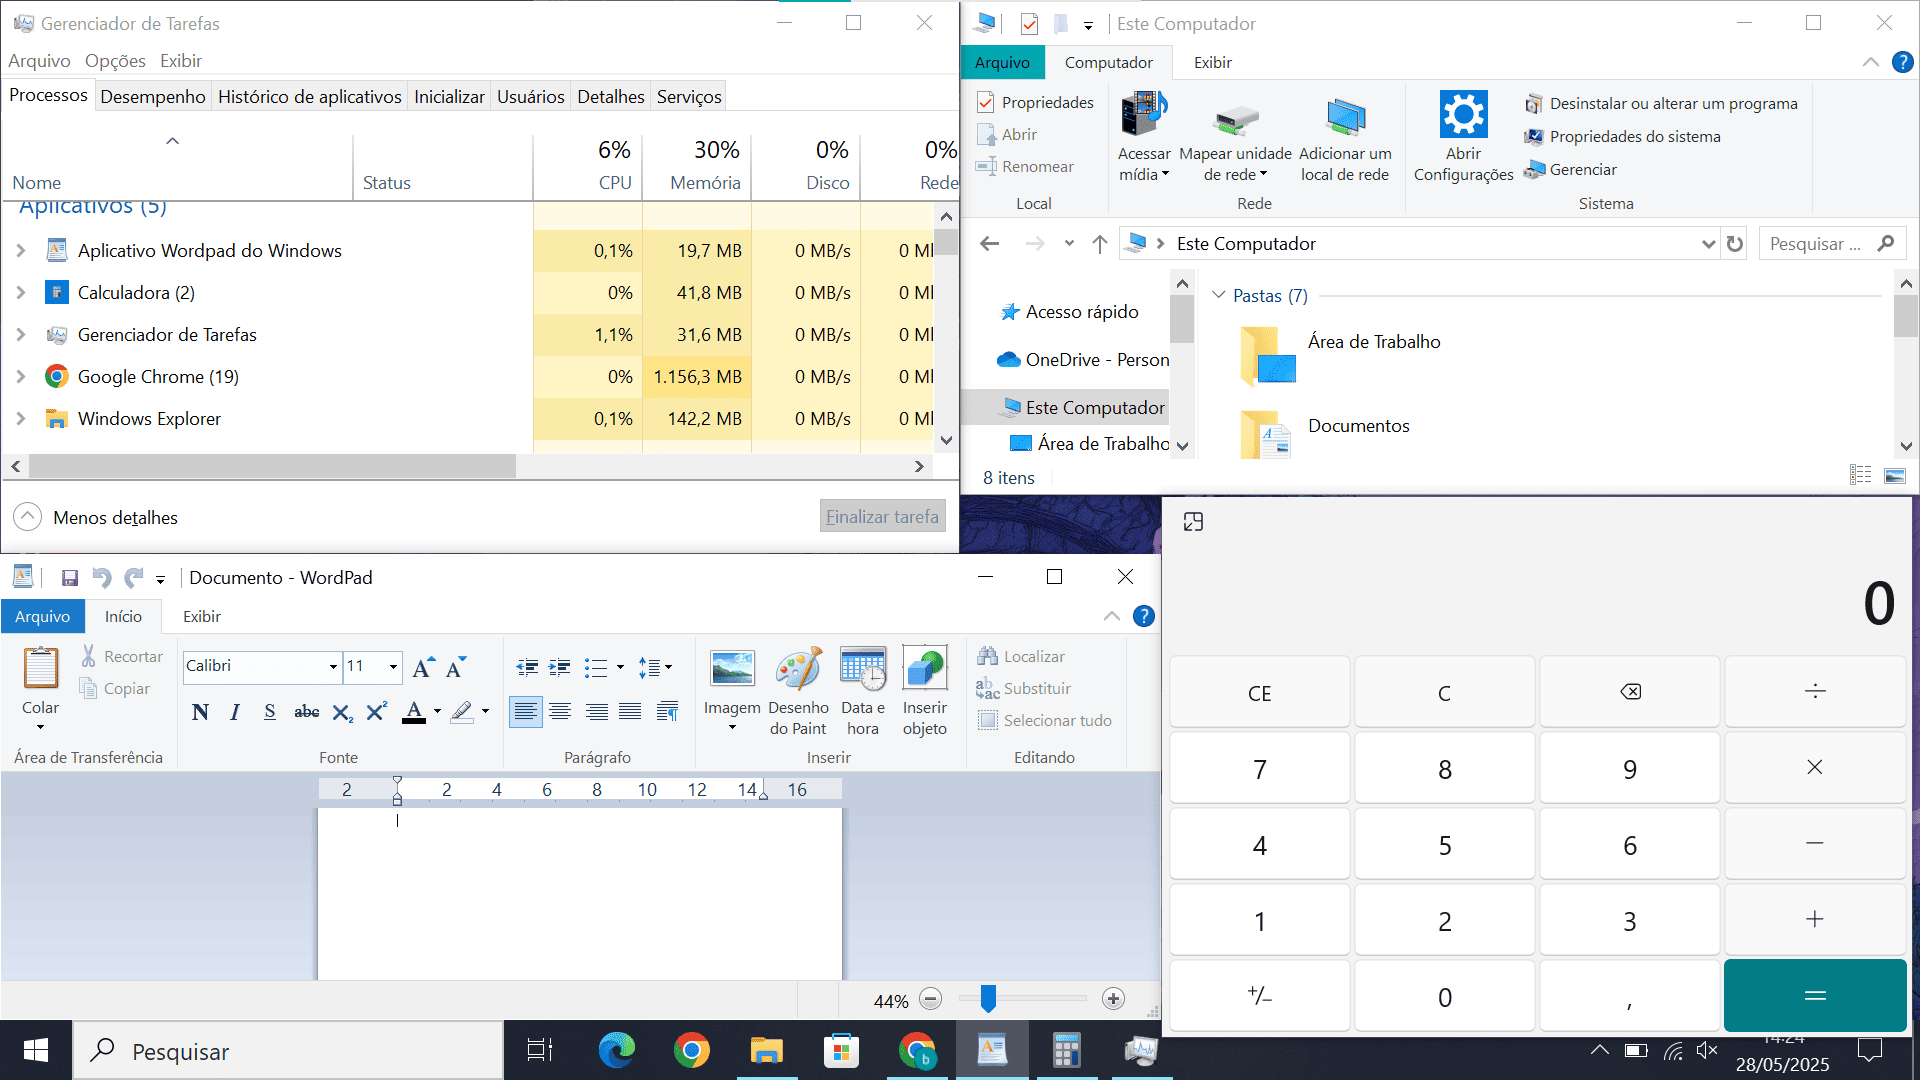 Gerenciador de Tarefas
Arquivo Opções Exibir
Processos Desempenho Histórico de aplicativos Inicializar Usuários Detalhes Serviços
6% 30% 0% 0%
Nome Status CPU Memória Disco Rede
Aplicativos (5)
Aplicativo Wordpad do Windows 0,1% 19,7 MB 0 MB/s 0 M
Calculadora (2) 0% 41,8 MB 0 MB/s 0 M
Gerenciador de Tarefas 1,1% 31,6 MB 0 MB/s 0 M
Google Chrome (19) 0% 1.156,3 MB 0 MB/s 0 M
Windows Explorer 0,1% 142,2 MB 0 MB/s 0 M
Menos detalhes Finalizar tarefa
Este Computador
Arquivo Computador Exibir
Propriedades
Abrir
Renomear
Local
Acessar mídia
Mapear unidade de rede
Adicionar um local de rede
Rede
Abrir Configurações
Desinstalar ou alterar um programa
Propriedades do sistema
Gerenciar
Sistema
Este Computador Pesquisar ...
Acesso rápido
OneDrive - Person
Este Computador
Área de Trabalho
Pastas (7)
Área de Trabalho
Documentos
8 itens
Documento - WordPad
Arquivo Início Exibir
Colar
Recortar
Copiar
Área de Transferência
Calibri 11 A A
N I S abc X₂ X² A
Fonte
Parágrafo
Imagem
Desenho do Paint
Data e hora
Inserir objeto
Inserir
Localizar
Substituir
Selecionar tudo
Editando
2 2 4 6 8 10 12 14 16
44%
0
CE C ÷
7 8 9 ×
4 5 6 −
1 2 3 +
+/− 0 , =
Pesquisar
14:24
28/05/2025